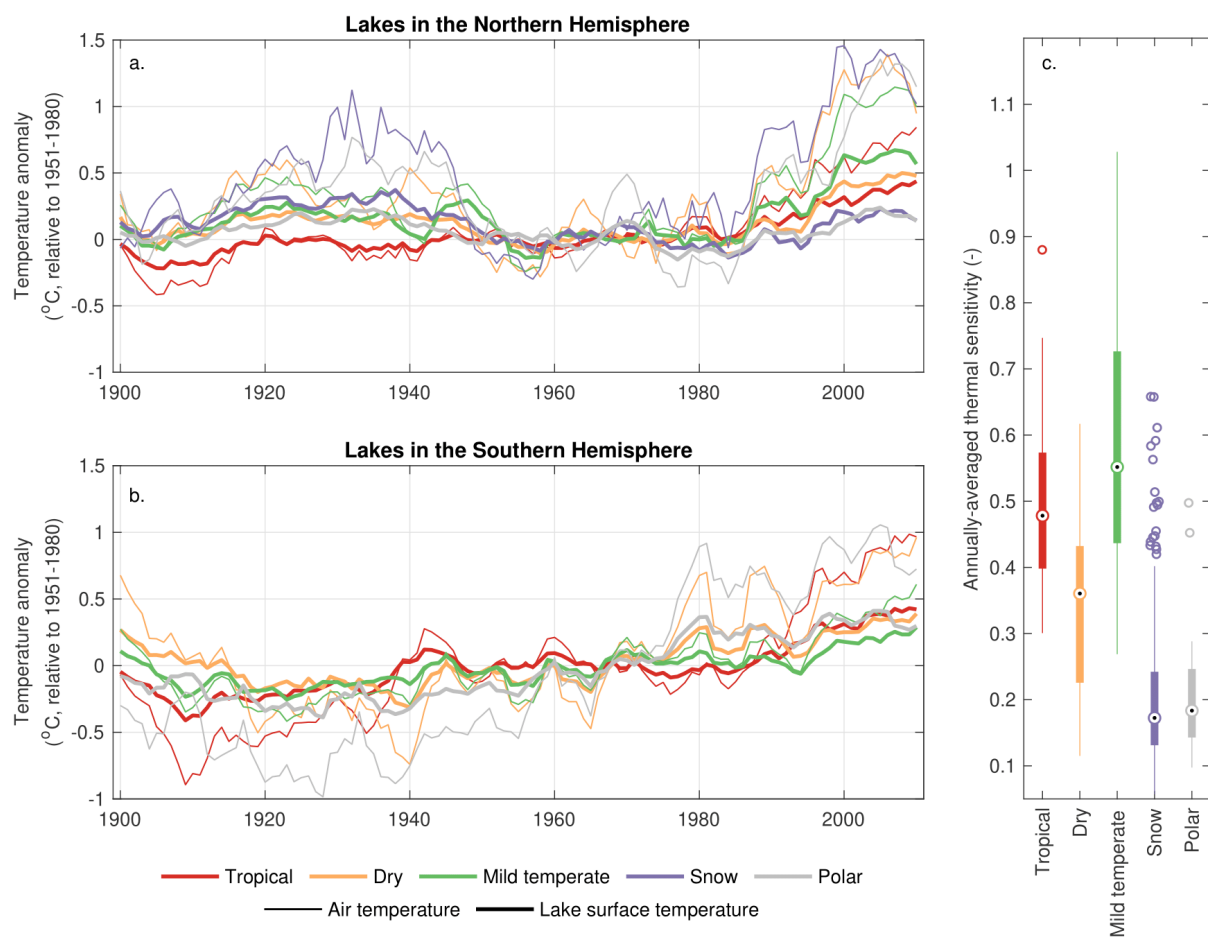 Lakes in the Northern Hemisphere
a.
Temperature anomaly
(°C, relative to 1951-1980)
1.5
1
0.5
0
-0.5
-1
1900
1920
1940
1960
1980
2000
Lakes in the Southern Hemisphere
b.
Temperature anomaly
(°C, relative to 1951-1980)
1.5
1
0.5
0
-0.5
-1
1900
1920
1940
1960
1980
2000
Tropical Dry Mild temperate Snow Polar
Air temperature Lake surface temperature
c.
Annually-averaged thermal sensitivity (-)
1.1
1
0.9
0.8
0.7
0.6
0.5
0.4
0.3
0.2
0.1
Tropical
Dry
Mild temperate
Snow
Polar